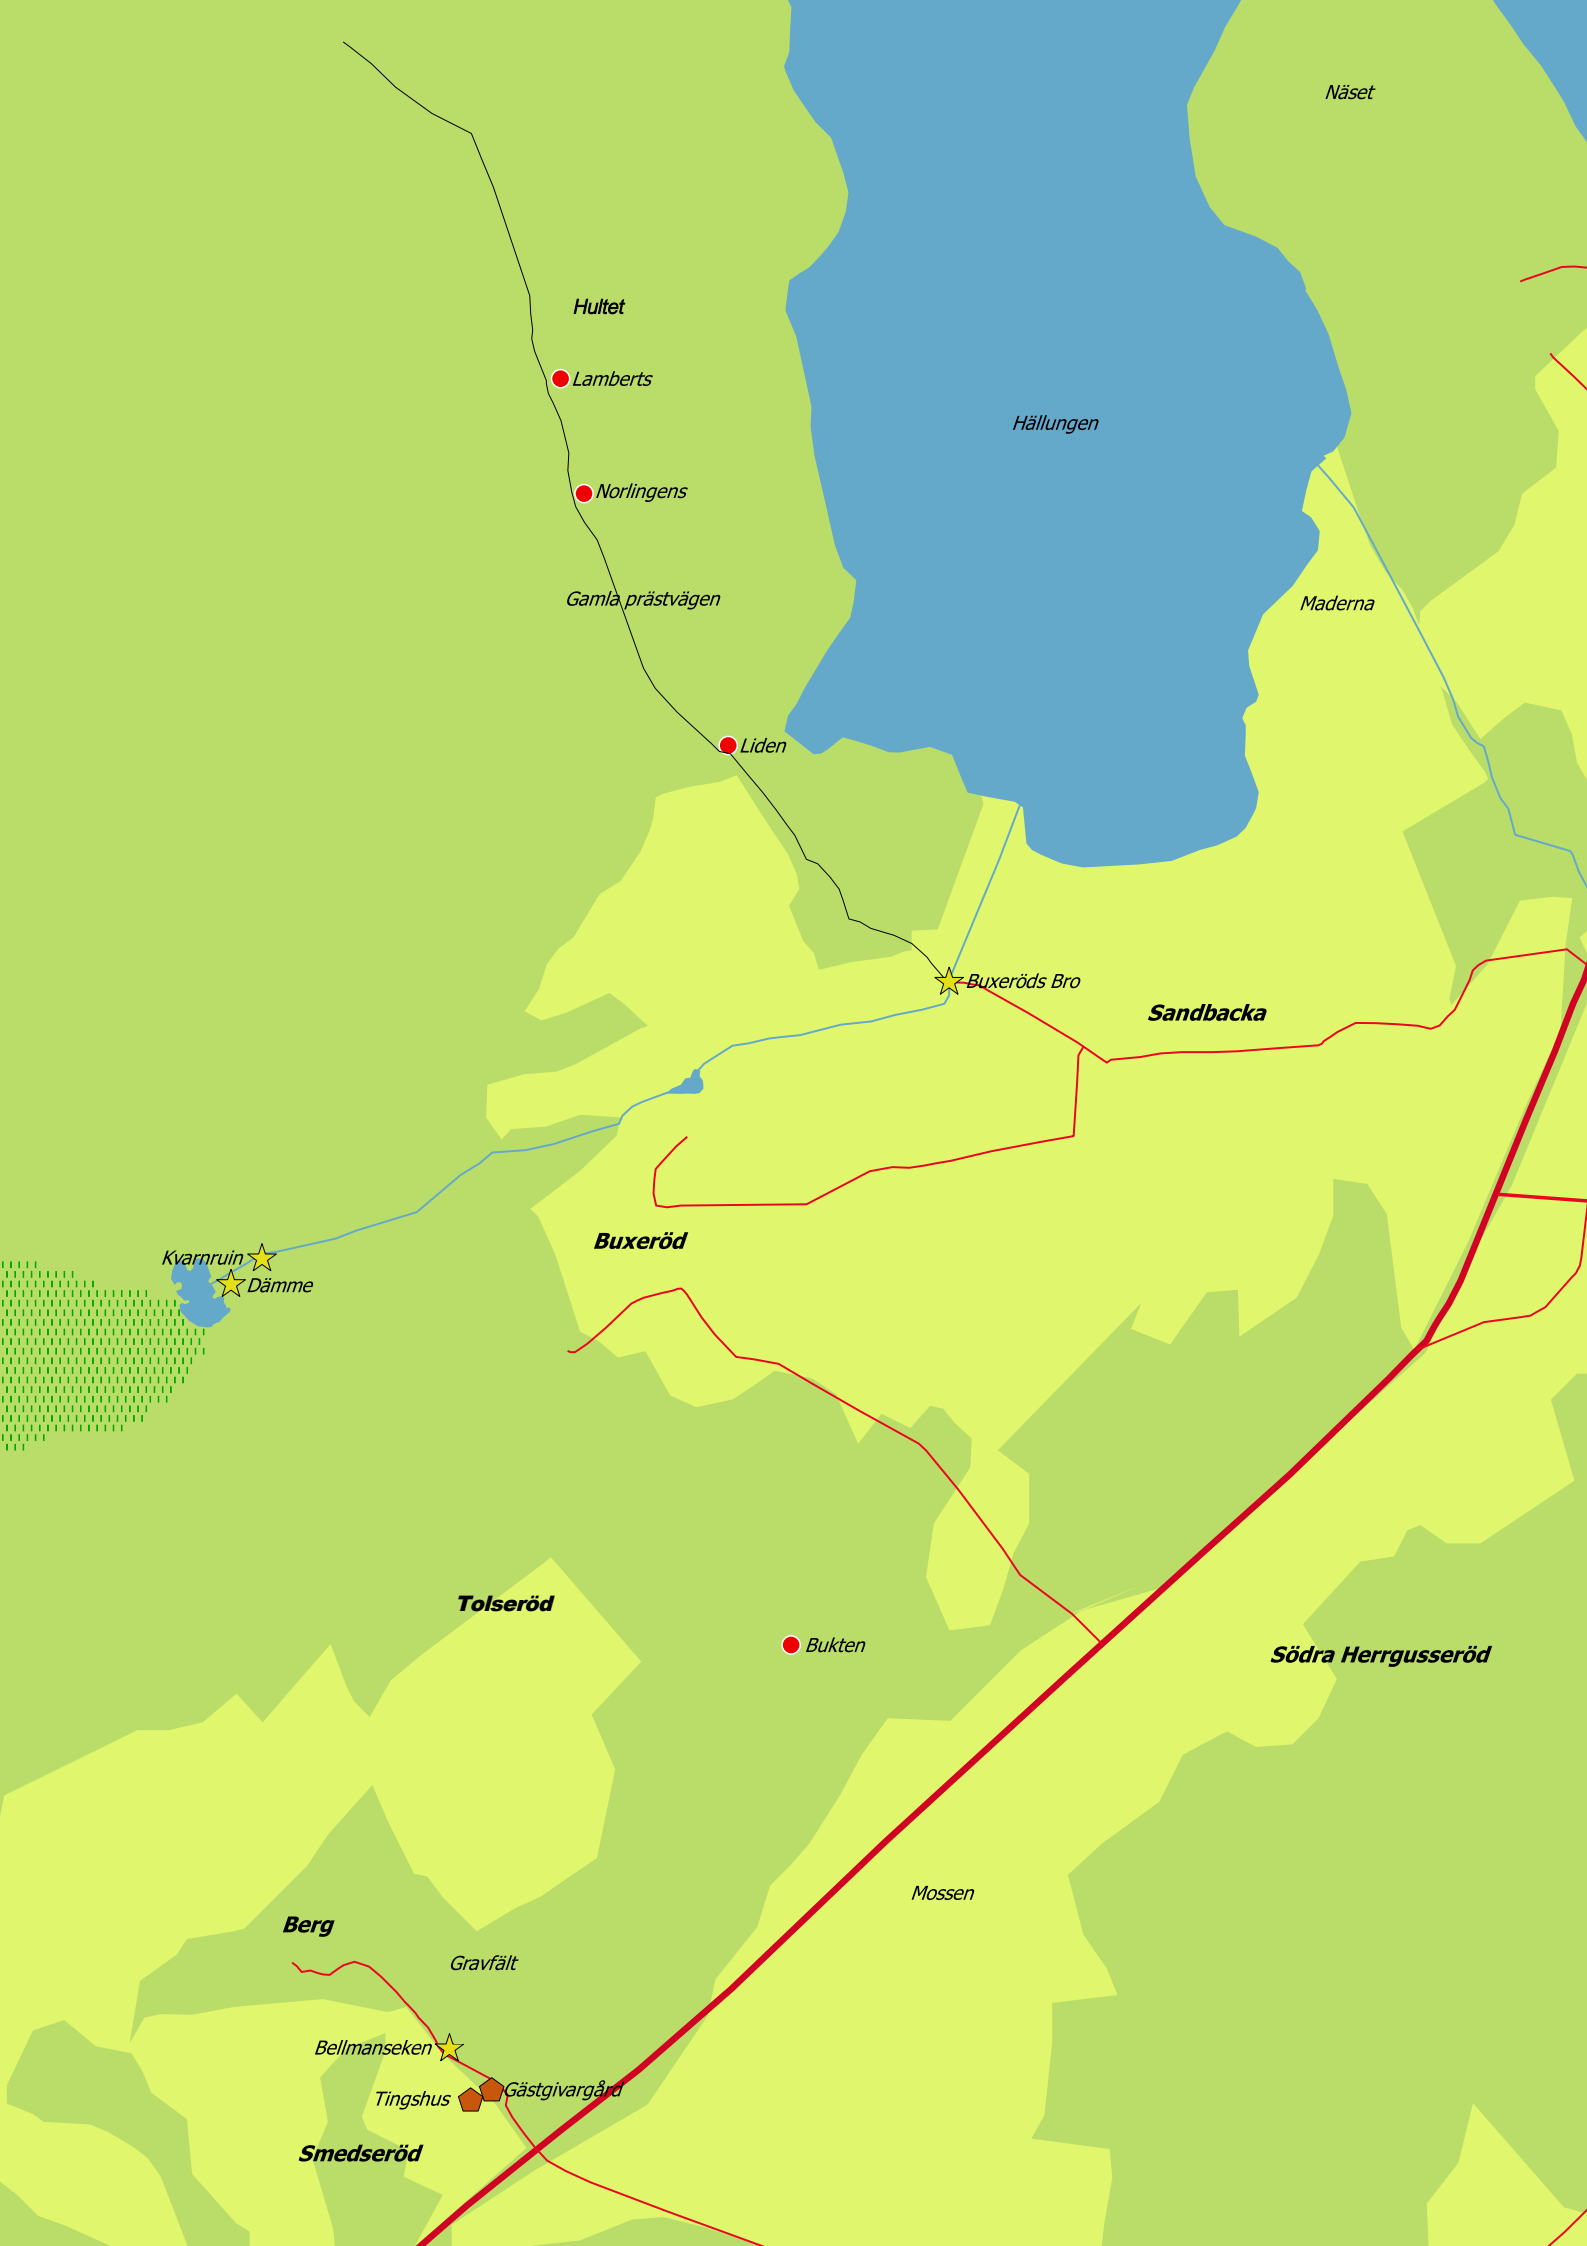 Näset
Hultet
Lamberts
Hällungen
Norlingens
Gamla prästvägen
Maderna
Liden
Buxeröds Bro
Sandbacka
Buxeröd
Kvarnruin
Dämme
Tolseröd
Bukten
Södra Herrgusseröd
Mossen
Berg
Gravfält
Bellmanseken
Gästgivargård
Tingshus
Smedseröd